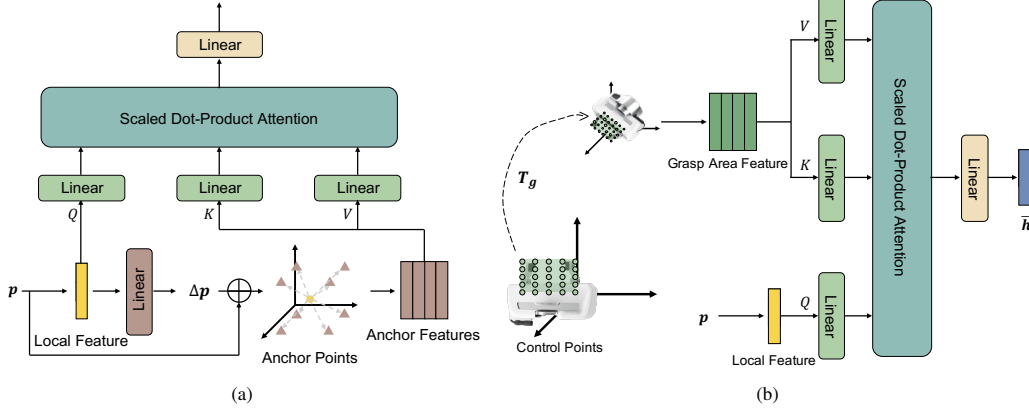 Linear
Scaled Dot-Product Attention
Linear
Linear
Linear
Q
K
V
p
Linear
Δp
Local Feature
Anchor Points
Anchor Features
(a)
V
Linear
Grasp Area Feature
T_g
K
Linear
Scaled Dot-Product Attention
Linear
h̅
p
Q
Linear
Local Feature
Control Points
(b)